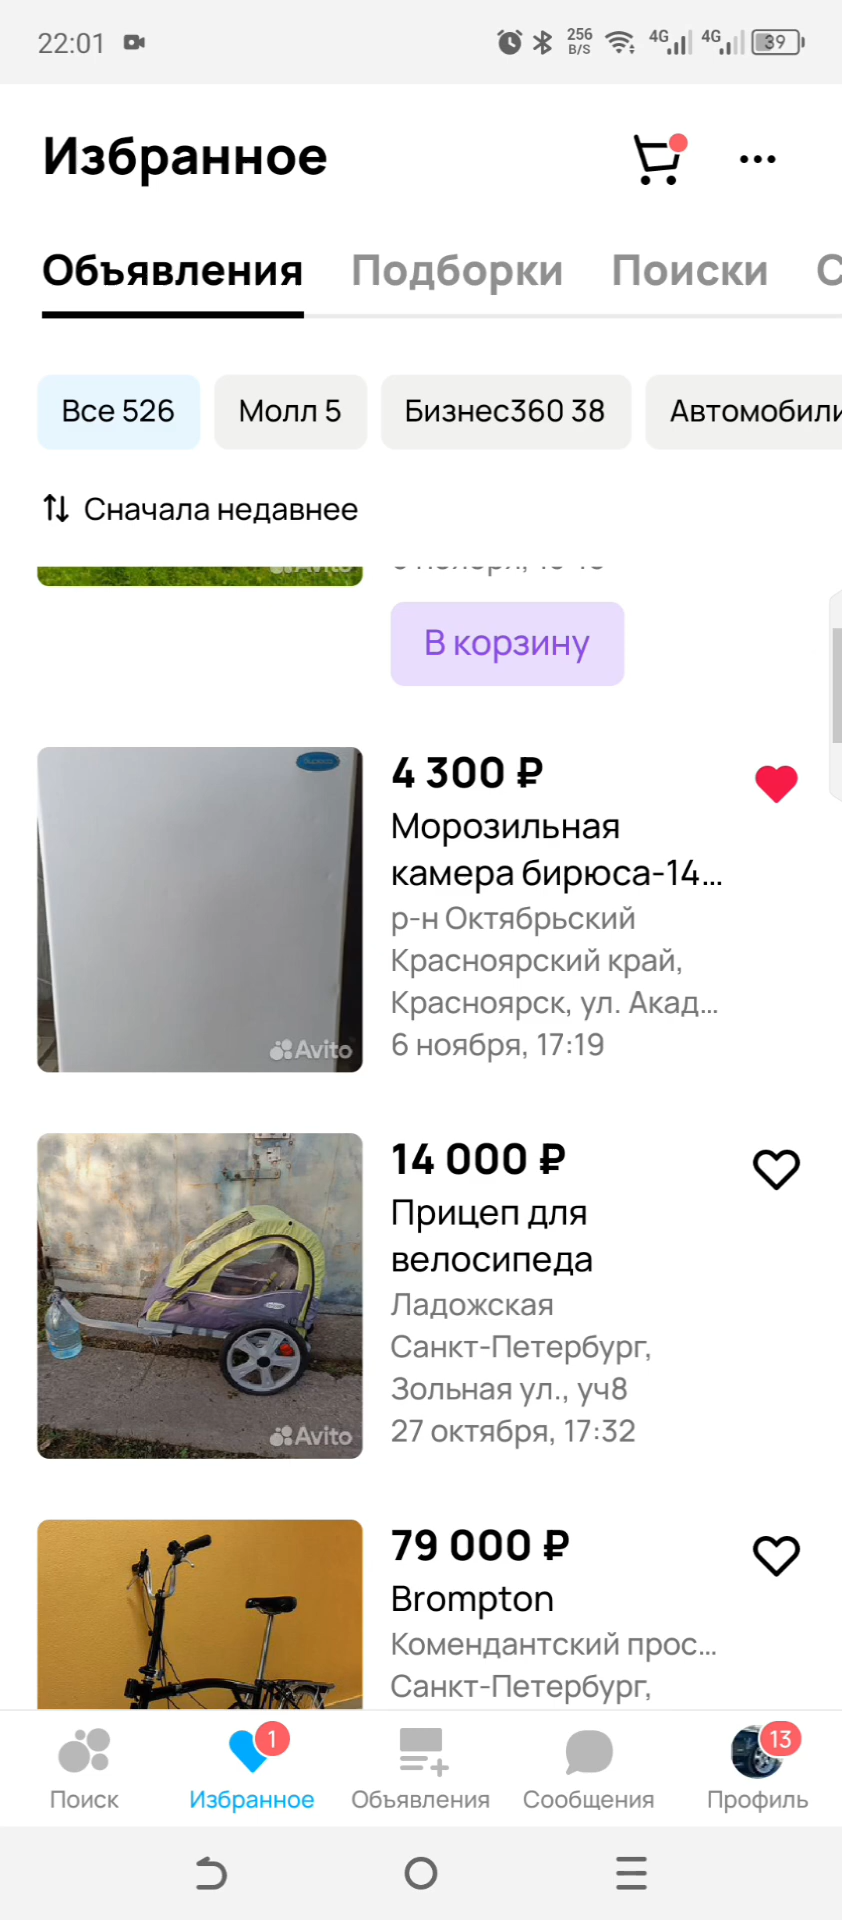 22:01
256
B/S
4G
4G
39
Избранное
Объявления Подборки Поиски С
Все 526 Молл 5 Бизнес360 38 Автомобили
Сначала недавнее
Avito
В корзину
4 300 ₽
Морозильная
камера бирюса-14...
р-н Октябрьский
Красноярский край,
Красноярск, ул. Акад...
6 ноября, 17:19
Avito
14 000 ₽
Прицеп для
велосипеда
Ладожская
Санкт-Петербург,
Зольная ул., уч8
27 октября, 17:32
Avito
79 000 ₽
Brompton
Комендантский прос...
Санкт-Петербург,
1
13
Поиск Избранное Объявления Сообщения Профиль